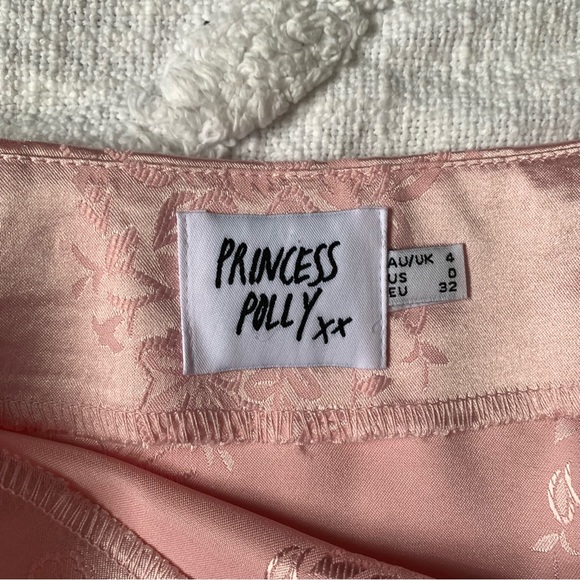 PRINCESS
POLLY xx
AU/UK 4
US 0
EU 32